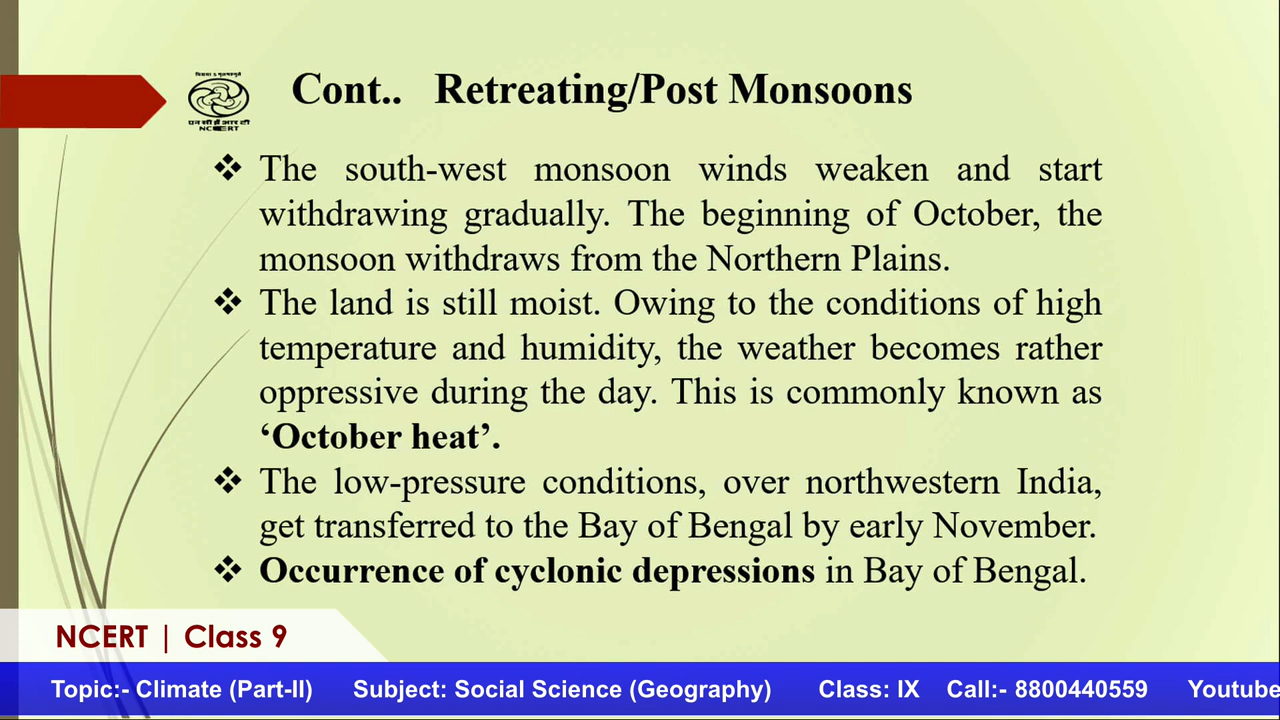 Cont.. Retreating/Post Monsoons
NCERT
❖ The south-west monsoon winds weaken and start
withdrawing gradually. The beginning of October, the
monsoon withdraws from the Northern Plains.
❖ The land is still moist. Owing to the conditions of high
temperature and humidity, the weather becomes rather
oppressive during the day. This is commonly known as
‘October heat’.
❖ The low-pressure conditions, over northwestern India,
get transferred to the Bay of Bengal by early November.
❖ Occurrence of cyclonic depressions in Bay of Bengal.
NCERT | Class 9
Topic:- Climate (Part-II) Subject: Social Science (Geography) Class: IX Call:- 8800440559 Youtube